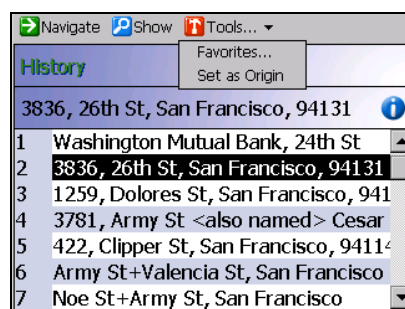 Navigate Show Tools...
Favorites...
Set as Origin
History
3836, 26th St, San Francisco, 94131
1 Washington Mutual Bank, 24th St
2 3836, 26th St, San Francisco, 94131
3 1259, Dolores St, San Francisco, 941
4 3781, Army St <also named> Cesar
5 422, Clipper St, San Francisco, 94114
6 Army St+Valencia St, San Francisco
7 Noe St+Army St, San Francisco